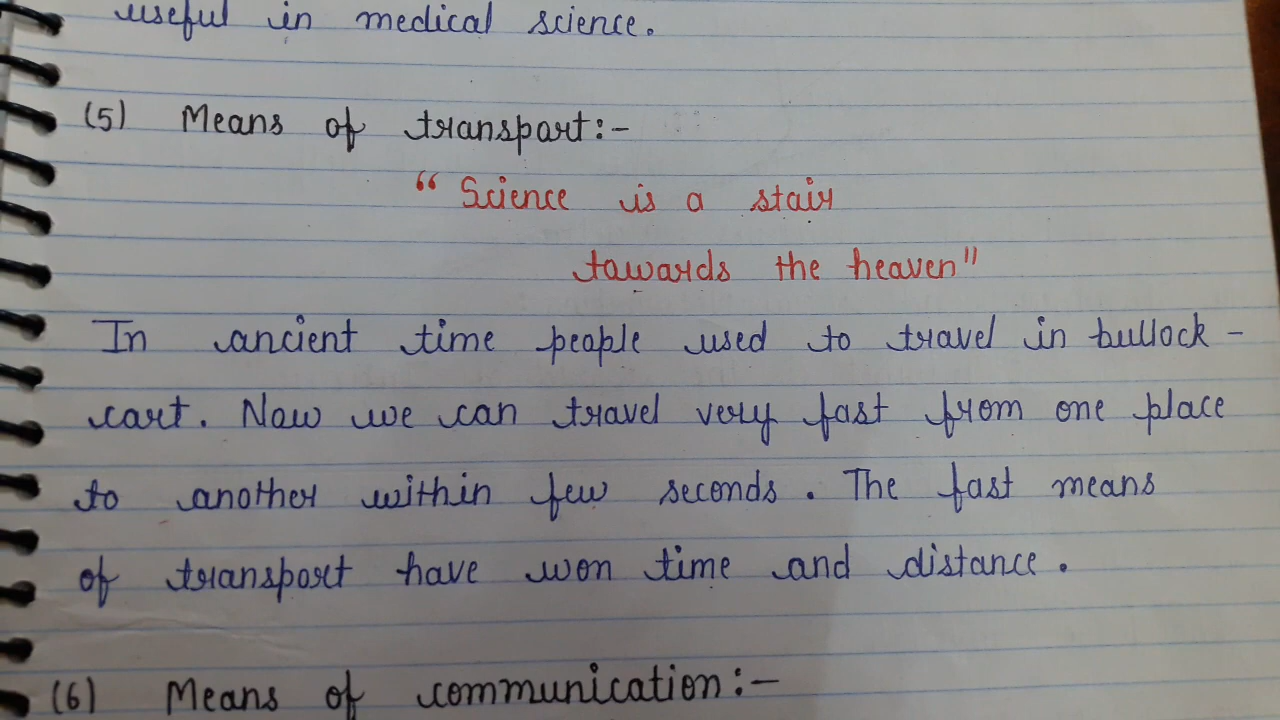 useful in medical science.
(5) Means of transport:-
“ Science is a stair
towards the heaven"
In ancient time people used to travel in bullock -
cart. Now we can travel very fast from one place
to another within few seconds. The fast means
of transport have won time and distance.
(6) Means of communication:-